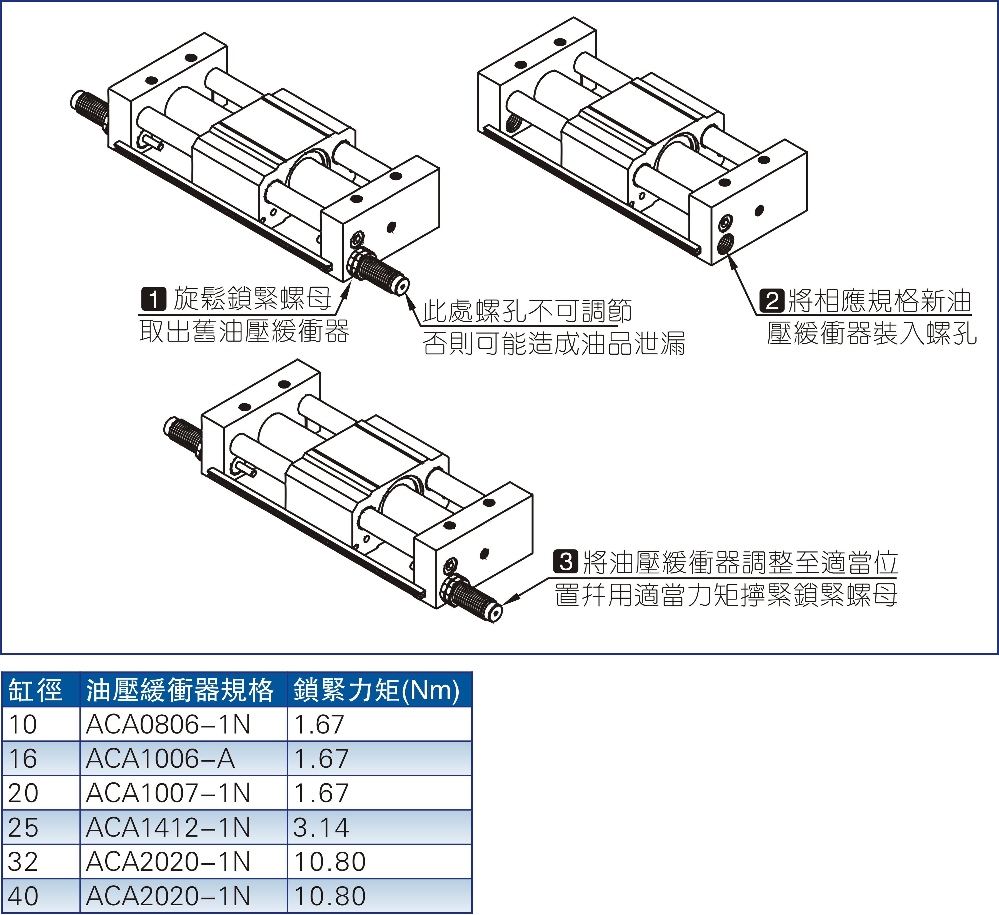 1 旋鬆鎖緊螺母
取出舊油壓緩衝器
此處螺孔不可調節
否則可能造成油品泄漏
2 將相應規格新油
壓緩衝器裝入螺孔
3 將油壓緩衝器調整至適當位
置幷用適當力矩擰緊鎖緊螺母
缸徑 油壓緩衝器規格 鎖緊力矩(Nm)
10 ACA0806-1N 1.67
16 ACA1006-A 1.67
20 ACA1007-1N 1.67
25 ACA1412-1N 3.14
32 ACA2020-1N 10.80
40 ACA2020-1N 10.80